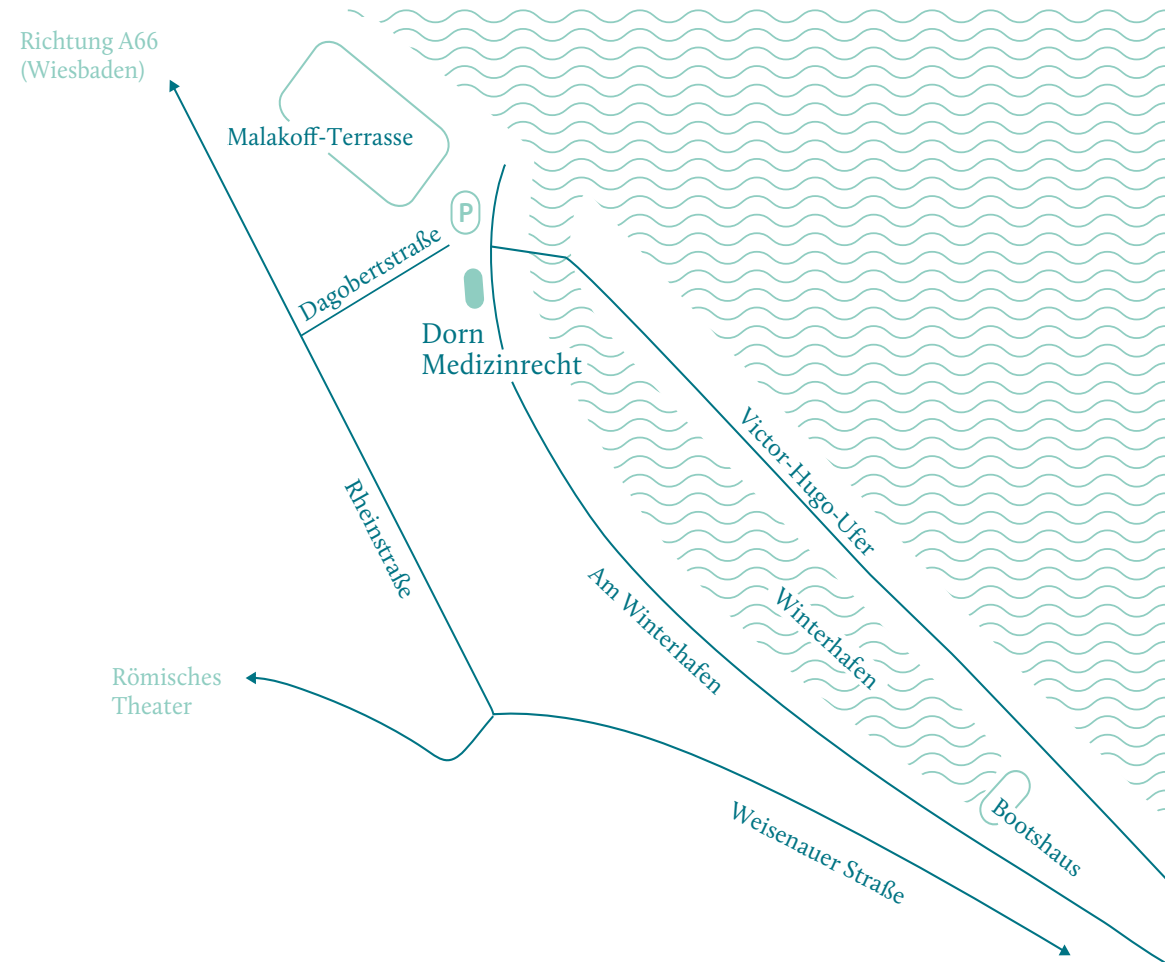 Richtung A66
(Wiesbaden)
Malakoff-Terrasse
P
Dagobertstraße
Dorn
Medizinrecht
Victor-Hugo-Ufer
Rheinstraße
Am Winterhafen
Winterhafen
Römisches
Theater
Bootshaus
Weisenauer Straße